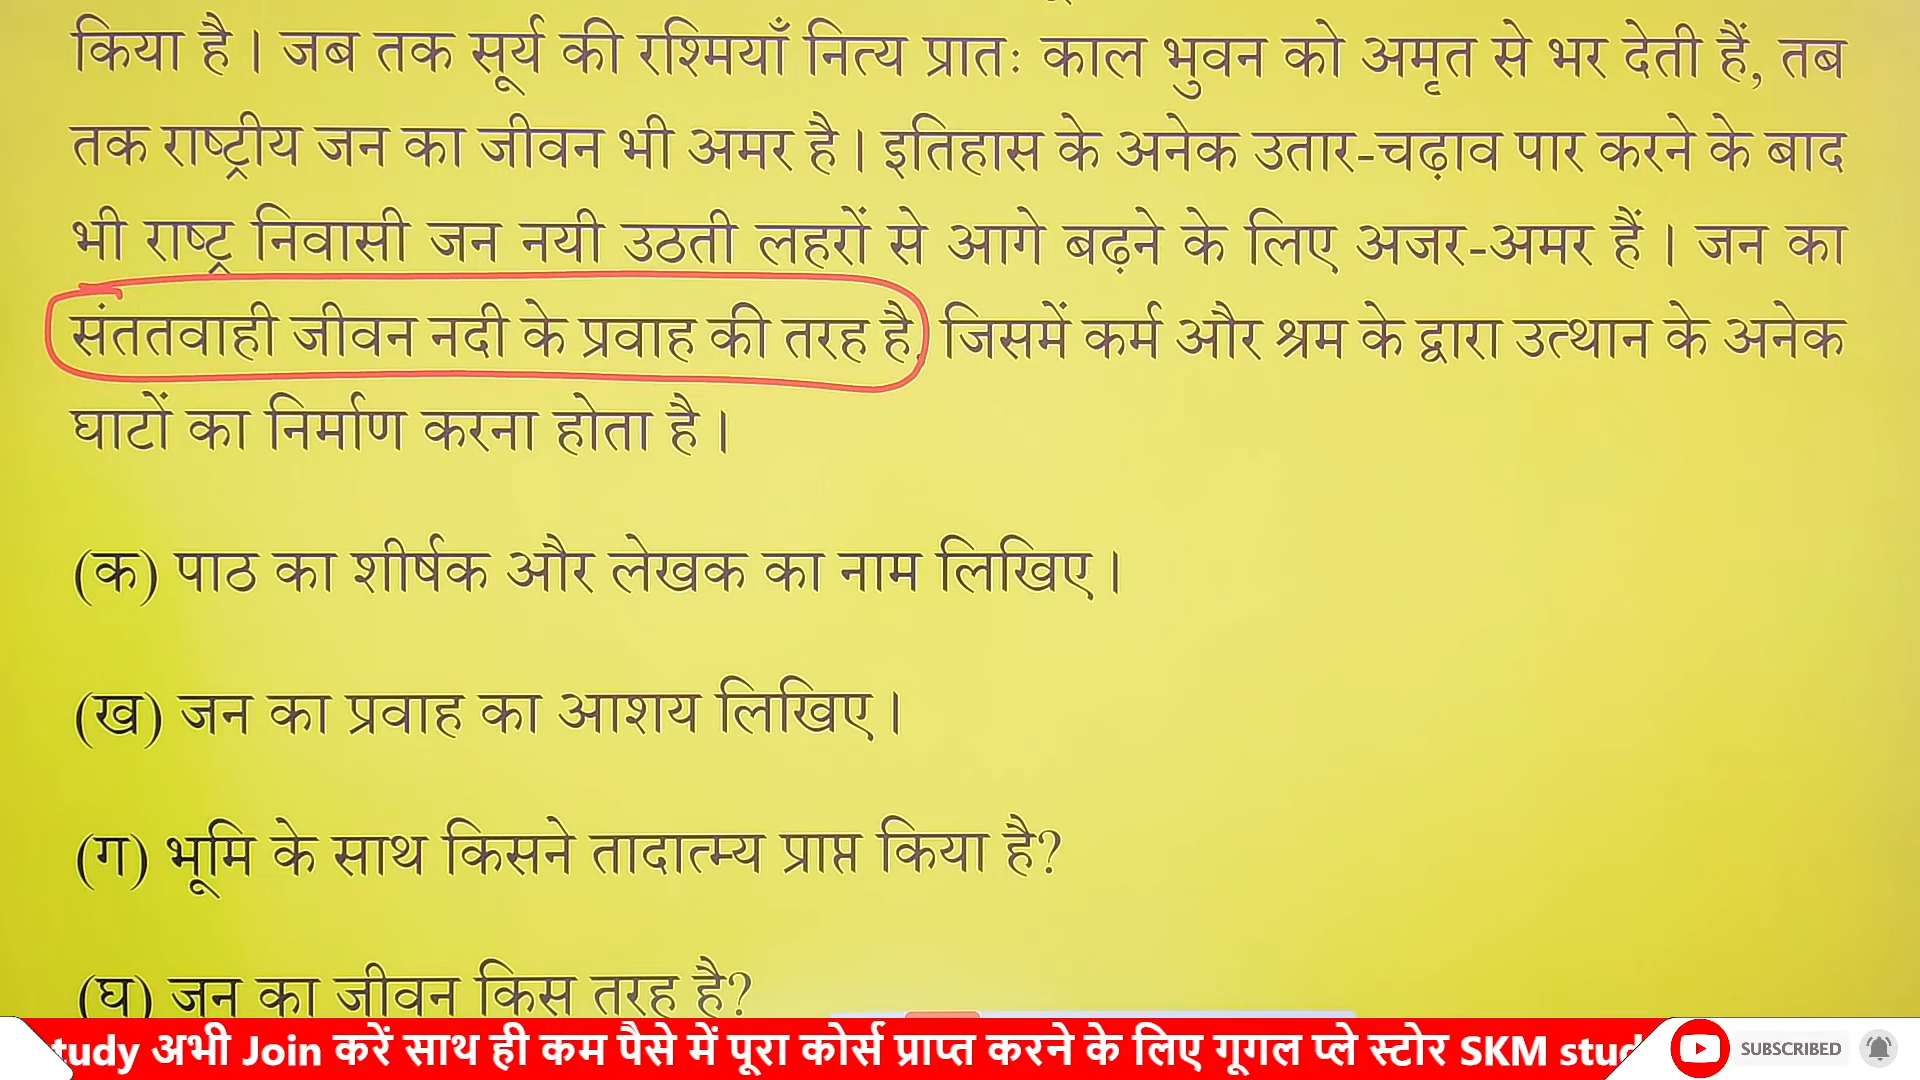 किया है । जब तक सूर्य की रश्मियाँ नित्य प्रातः काल भुवन को अमृत से भर देती हैं, तब
तक राष्ट्रीय जन का जीवन भी अमर है । इतिहास के अनेक उतार-चढ़ाव पार करने के बाद
भी राष्ट्र निवासी जन नयी उठती लहरों से आगे बढ़ने के लिए अजर-अमर हैं । जन का
संततवाही जीवन नदी के प्रवाह की तरह है, जिसमें कर्म और श्रम के द्वारा उत्थान के अनेक
घाटों का निर्माण करना होता है ।
(क) पाठ का शीर्षक और लेखक का नाम लिखिए ।
(ख) जन का प्रवाह का आशय लिखिए ।
(ग) भूमि के साथ किसने तादात्म्य प्राप्त किया है?
(घ) जन का जीवन किस तरह है?
tudy अभी Join करें साथ ही कम पैसे में पूरा कोर्स प्राप्त करने के लिए गूगल प्ले स्टोर SKM stud
SUBSCRIBED